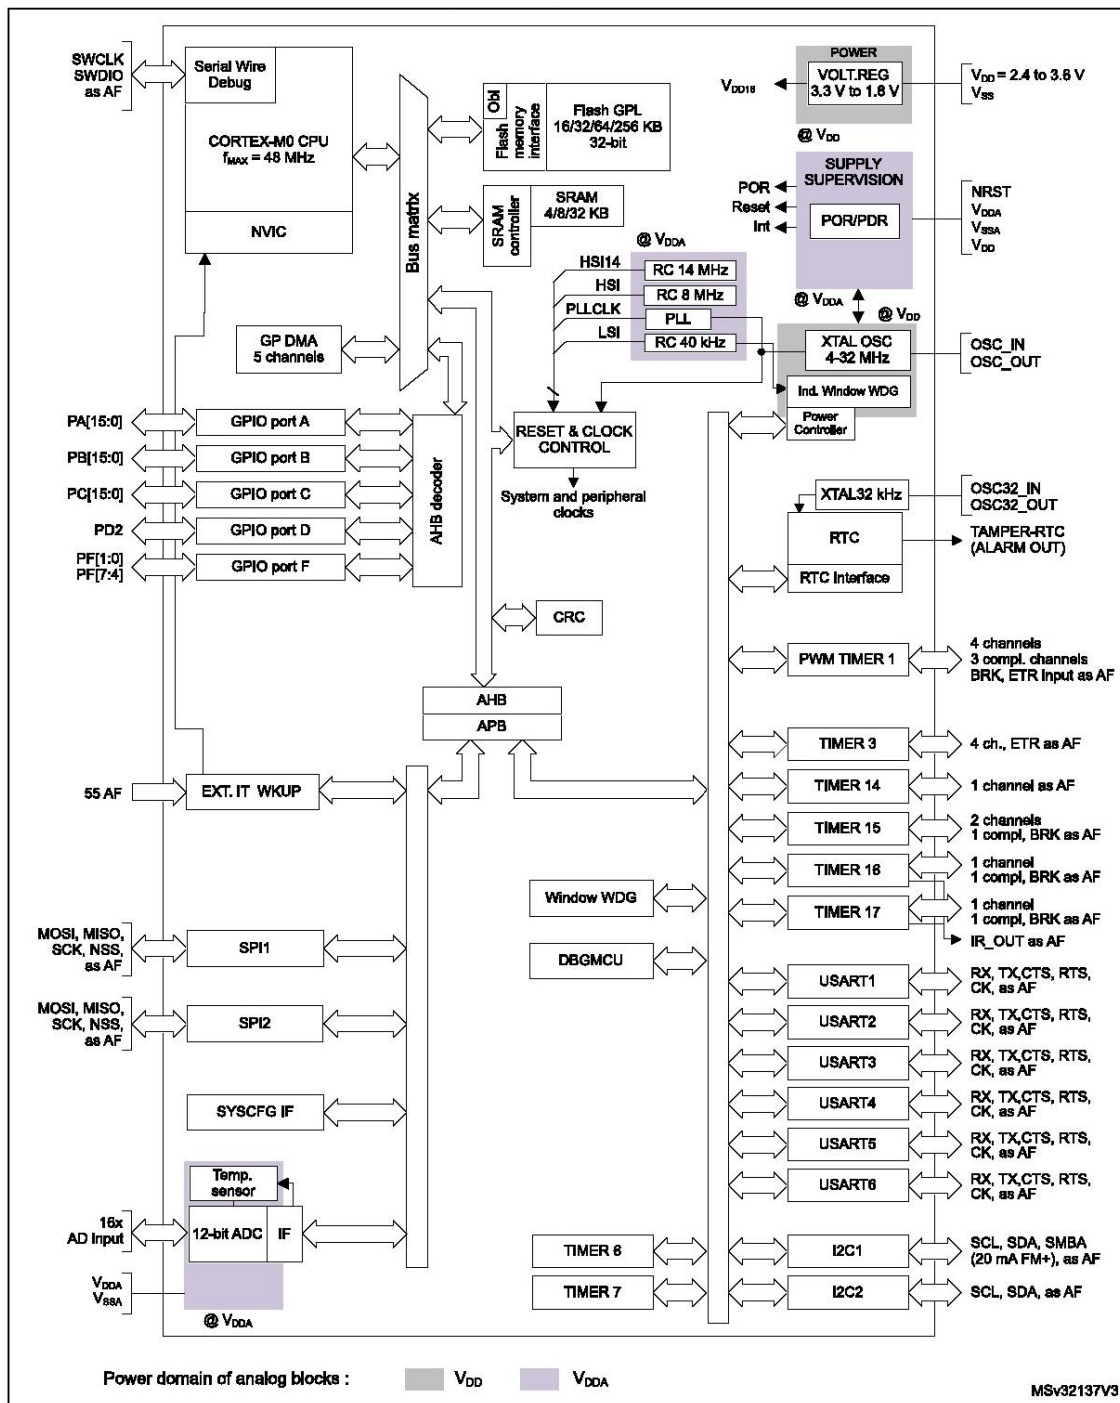 SWCLK
SWDIO
as AF
Serial Wire
Debug
CORTEX-M0 CPU
fMAX = 48 MHz
NVIC
Bus matrix
Obl
Flash
memory
interface
Flash GPL
16/32/64/256 KB
32-bit
SRAM
controller
SRAM
4/8/32 KB
POWER
VOLT.REG
3.3 V to 1.8 V
VDD18
VDD = 2.4 to 3.6 V
VSS
@ VDD
SUPPLY
SUPERVISION
POR
Reset
Int
POR/PDR
NRST
VDDA
VSSA
VDD
@ VDDA
HSI14
RC 14 MHz
HSI
RC 8 MHz
PLLCLK
PLL
LSI
RC 40 kHz
@ VDDA
@ VDD
XTAL OSC
4-32 MHz
OSC_IN
OSC_OUT
Ind. Window WDG
Power
Controller
GP DMA
5 channels
PA[15:0]
GPIO port A
PB[15:0]
GPIO port B
PC[15:0]
GPIO port C
PD2
GPIO port D
PF[1:0]
PF[7:4]
GPIO port F
AHB decoder
RESET & CLOCK
CONTROL
System and peripheral
clocks
XTAL32 kHz
OSC32_IN
OSC32_OUT
RTC
TAMPER-RTC
(ALARM OUT)
RTC Interface
CRC
AHB
APB
PWM TIMER 1
4 channels
3 compl. channels
BRK, ETR input as AF
TIMER 3
4 ch., ETR as AF
55 AF
EXT. IT WKUP
TIMER 14
1 channel as AF
TIMER 15
2 channels
1 compl, BRK as AF
TIMER 16
1 channel
1 compl, BRK as AF
Window WDG
TIMER 17
1 channel
1 compl, BRK as AF
IR_OUT as AF
MOSI, MISO,
SCK, NSS,
as AF
SPI1
DBGMCU
USART1
RX, TX,CTS, RTS,
CK, as AF
MOSI, MISO,
SCK, NSS,
as AF
SPI2
USART2
RX, TX,CTS, RTS,
CK, as AF
USART3
RX, TX,CTS, RTS,
CK, as AF
SYSCFG IF
USART4
RX, TX,CTS, RTS,
CK, as AF
USART5
RX, TX,CTS, RTS,
CK, as AF
USART6
RX, TX,CTS, RTS,
CK, as AF
Temp.
sensor
16x
AD input
12-bit ADC
IF
VDDA
VSSA
@ VDDA
TIMER 6
I2C1
SCL, SDA, SMBA
(20 mA FM+), as AF
TIMER 7
I2C2
SCL, SDA, as AF
Power domain of analog blocks :
VDD
VDDA
MSv32137V3